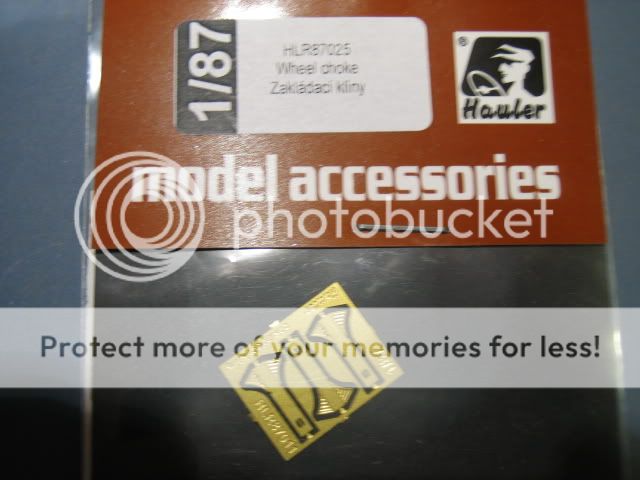 1/87
HLR87025
Wheel choke
Zakládací klíny
®
Hauler
model accessories
photobucket
Protect more of your memories for less!